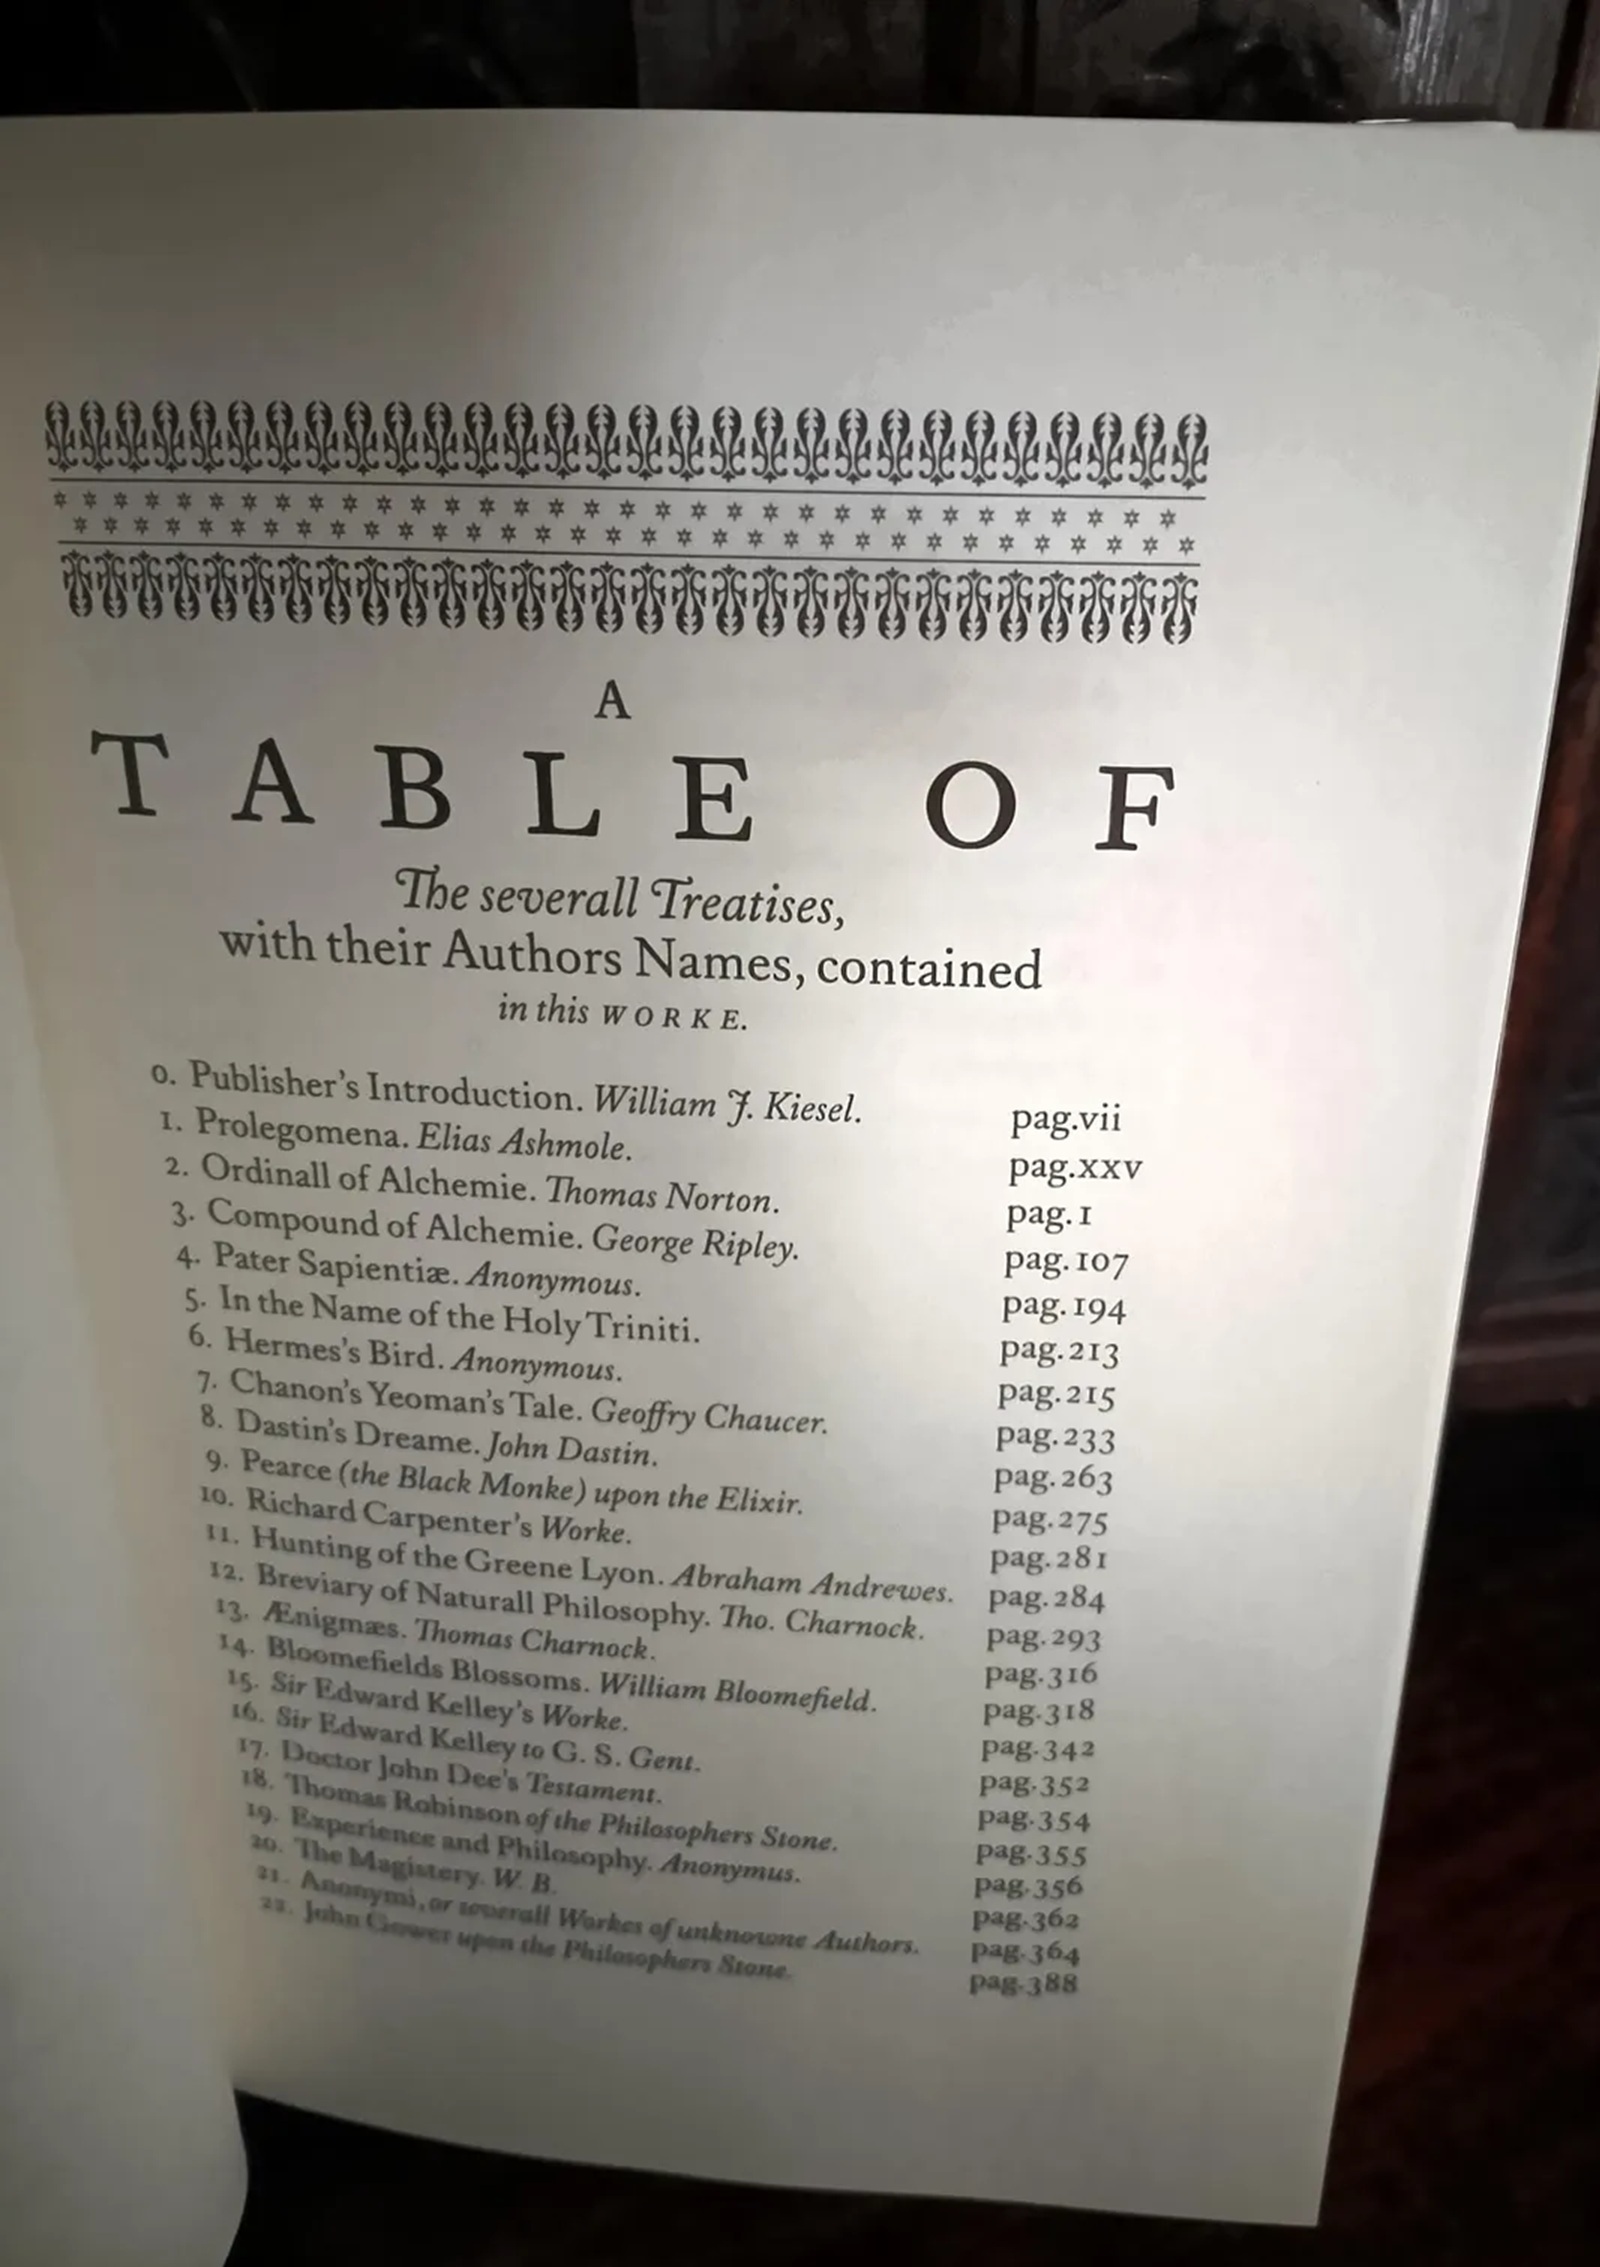 A
TABLE OF
The severall Treatises,
with their Authors Names, contained
in this WORKE.
0. Publisher's Introduction. William J. Kiesel. pag.vii
1. Prolegomena. Elias Ashmole. pag.xxv
2. Ordinall of Alchemie. Thomas Norton. pag.1
3. Compound of Alchemie. George Ripley. pag.107
4. Pater Sapientiæ. Anonymous. pag.194
5. In the Name of the Holy Triniti. pag.213
6. Hermes's Bird. Anonymous. pag.215
7. Chanon's Yeoman's Tale. Geoffry Chaucer. pag.233
8. Dastin's Dreame. John Dastin. pag.263
9. Pearce (the Black Monke) upon the Elixir. pag.275
10. Richard Carpenter's Worke. pag.281
11. Hunting of the Greene Lyon. Abraham Andrewes. pag.284
12. Breviary of Naturall Philosophy. Tho. Charnock. pag.293
13. Ænigmæs. Thomas Charnock. pag.316
14. Bloomefields Blossoms. William Bloomefield. pag.318
15. Sir Edward Kelley's Worke. pag.342
16. Sir Edward Kelley to G. S. Gent. pag.352
17. Doctor John Dee's Testament. pag.354
18. Thomas Robinson of the Philosophers Stone. pag.355
19. Experience and Philosophy. Anonymus. pag.356
20. The Magistery. W. B. pag.362
21. Anonymi, or severall Workes of unknowne Authors. pag.364
22. John Gower upon the Philosophers Stone. pag.388